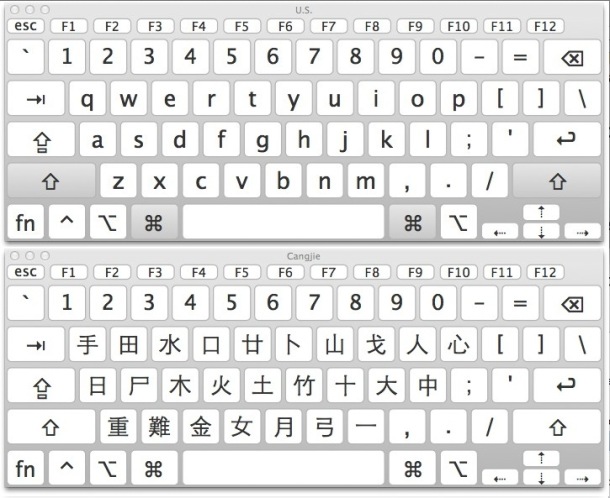 U.S.
esc F1 F2 F3 F4 F5 F6 F7 F8 F9 F10 F11 F12
` 1 2 3 4 5 6 7 8 9 0 - = ⌫
⇥ q w e r t y u i o p [ ] \
⇪ a s d f g h j k l ; ' ↩
⇧ z x c v b n m , . / ⇧
fn ^ ⌥ ⌘ ⌘ ⌥ ⇠ ⇡ ⇣ ⇢
Cangjie
esc F1 F2 F3 F4 F5 F6 F7 F8 F9 F10 F11 F12
` 1 2 3 4 5 6 7 8 9 0 - = ⌫
⇥ 手 田 水 口 廿 卜 山 戈 人 心 [ ] \
⇪ 日 尸 木 火 土 竹 十 大 中 ; ' ↩
⇧ 重 難 金 女 月 弓 一 , . / ⇧
fn ^ ⌥ ⌘ ⌘ ⌥ ⇠ ⇡ ⇣ ⇢